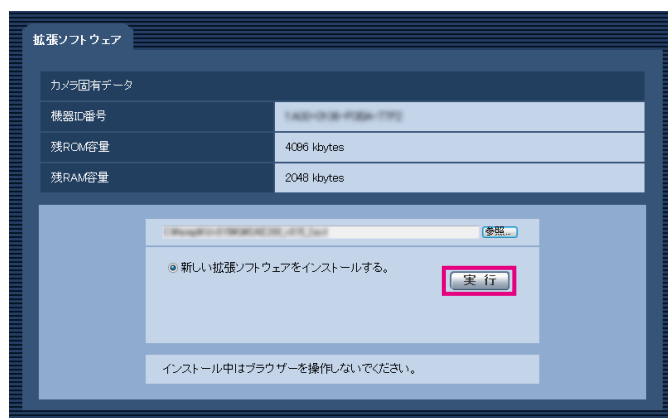 拡張ソフトウェア
カメラ固有データ
機器ID番号
残ROM容量 4096 kbytes
残RAM容量 2048 kbytes
参照...
新しい拡張ソフトウェアをインストールする。
実 行
インストール中はブラウザーを操作しないでください。